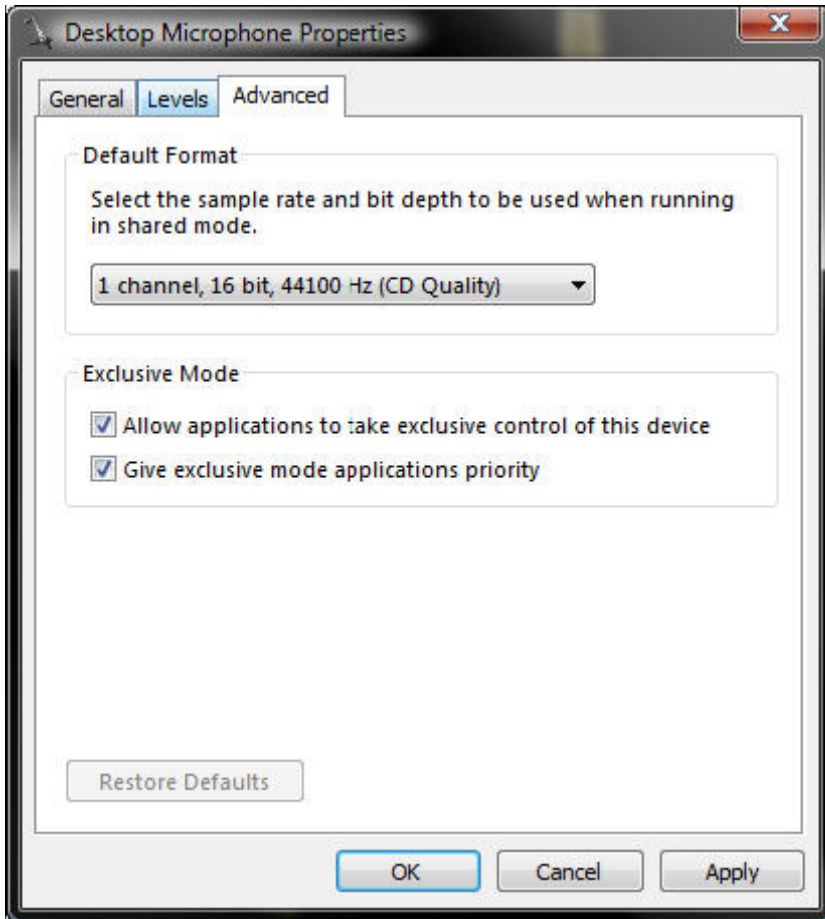 Desktop Microphone Properties
General Levels Advanced
Default Format
Select the sample rate and bit depth to be used when running
in shared mode.
1 channel, 16 bit, 44100 Hz (CD Quality)
Exclusive Mode
Allow applications to take exclusive control of this device
Give exclusive mode applications priority
Restore Defaults
OK Cancel Apply